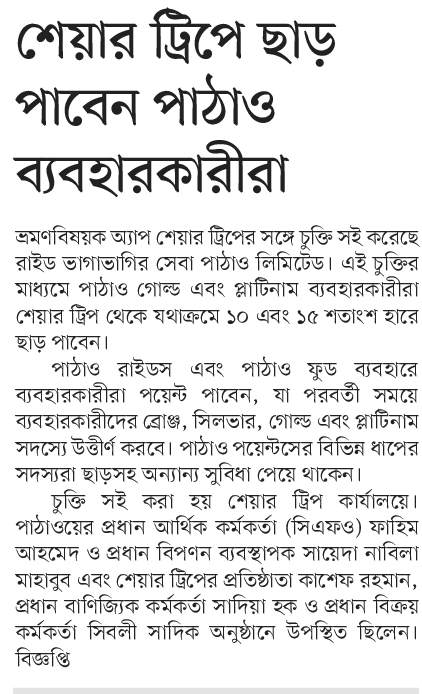 শেয়ার ট্রিপে ছাড়
পাবেন পাঠাও
ব্যবহারকারীরা
ভ্রমণবিষয়ক অ্যাপ শেয়ার ট্রিপের সঙ্গে চুক্তি সই করেছে
রাইড ভাগাভাগির সেবা পাঠাও লিমিটেড। এই চুক্তির
মাধ্যমে পাঠাও গোল্ড এবং প্লাটিনাম ব্যবহারকারীরা
শেয়ার ট্রিপ থেকে যথাক্রমে ১০ এবং ১৫ শতাংশ হারে
ছাড় পাবেন।
পাঠাও রাইডস এবং পাঠাও ফুড ব্যবহারে
ব্যবহারকারীরা পয়েন্ট পাবেন, যা পরবর্তী সময়ে
ব্যবহারকারীদের ব্রোঞ্জ, সিলভার, গোল্ড এবং প্লাটিনাম
সদস্যে উত্তীর্ণ করবে। পাঠাও পয়েন্টসের বিভিন্ন ধাপের
সদস্যরা ছাড়সহ অন্যান্য সুবিধা পেয়ে থাকেন।
চুক্তি সই করা হয় শেয়ার ট্রিপ কার্যালয়ে।
পাঠাওয়ের প্রধান আর্থিক কর্মকর্তা (সিএফও) ফাহিম
আহমেদ ও প্রধান বিপণন ব্যবস্থাপক সায়েদা নাবিলা
মাহাবুব এবং শেয়ার ট্রিপের প্রতিষ্ঠাতা কাশেফ রহমান,
প্রধান বাণিজ্যিক কর্মকর্তা সাদিয়া হক ও প্রধান বিক্রয়
কর্মকর্তা সিবলী সাদিক অনুষ্ঠানে উপস্থিত ছিলেন।
বিজ্ঞপ্তি